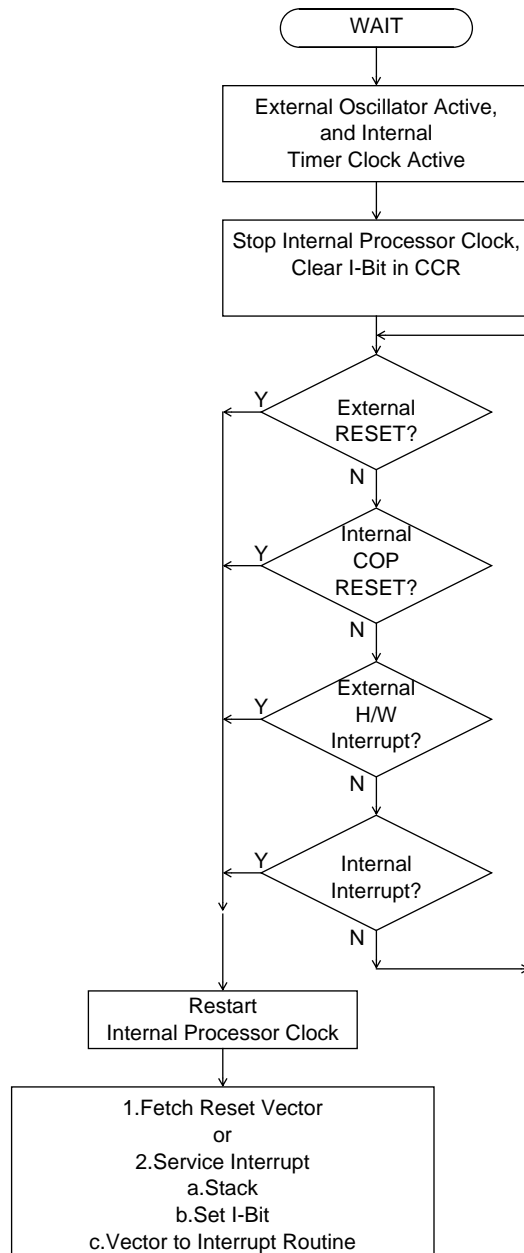 WAIT
External Oscillator Active,
and Internal
Timer Clock Active
Stop Internal Processor Clock,
Clear I-Bit in CCR
Y
External
RESET?
N
Y
Internal
COP
RESET?
N
Y
External
H/W
Interrupt?
N
Y
Internal
Interrupt?
N
Restart
Internal Processor Clock
1.Fetch Reset Vector
or
2.Service Interrupt
a.Stack
b.Set I-Bit
c.Vector to Interrupt Routine